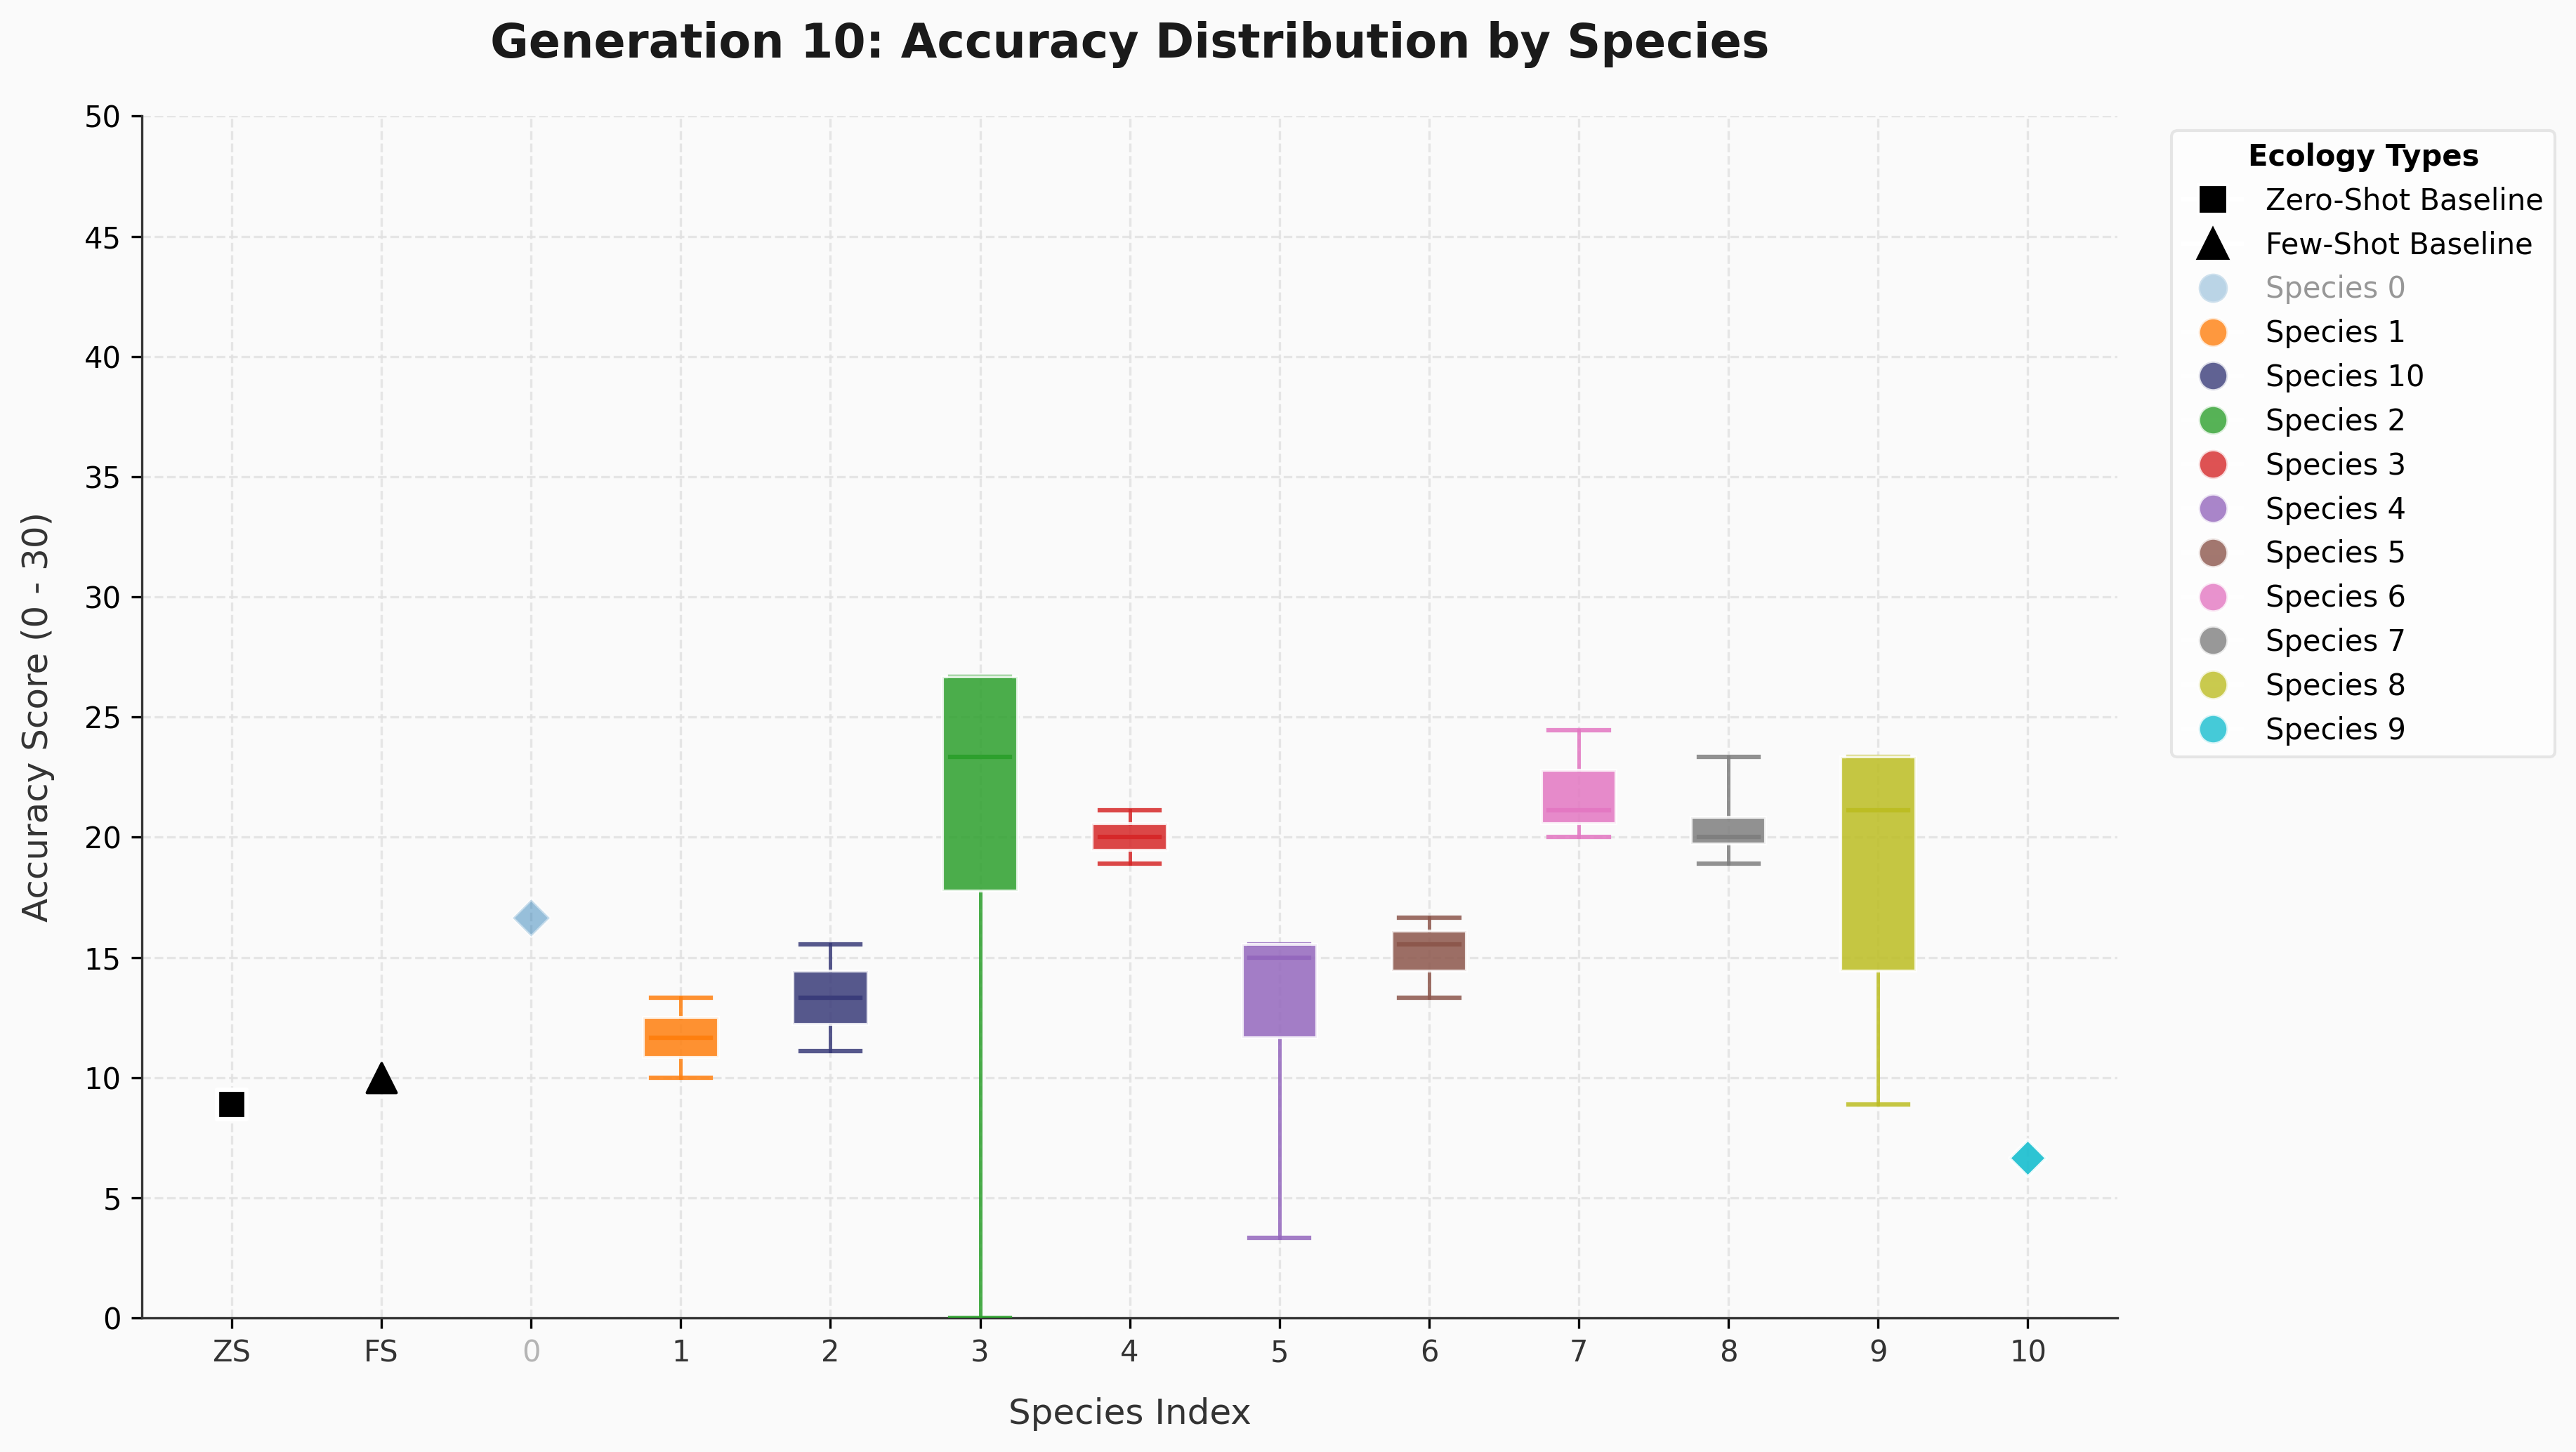 Generation 10: Accuracy Distribution by Species
Accuracy Score (0 - 30)
50
45
40
35
30
25
20
15
10
5
0
ZS FS 0 1 2 3 4 5 6 7 8 9 10
Species Index
Ecology Types
Zero-Shot Baseline
Few-Shot Baseline
Species 0
Species 1
Species 10
Species 2
Species 3
Species 4
Species 5
Species 6
Species 7
Species 8
Species 9